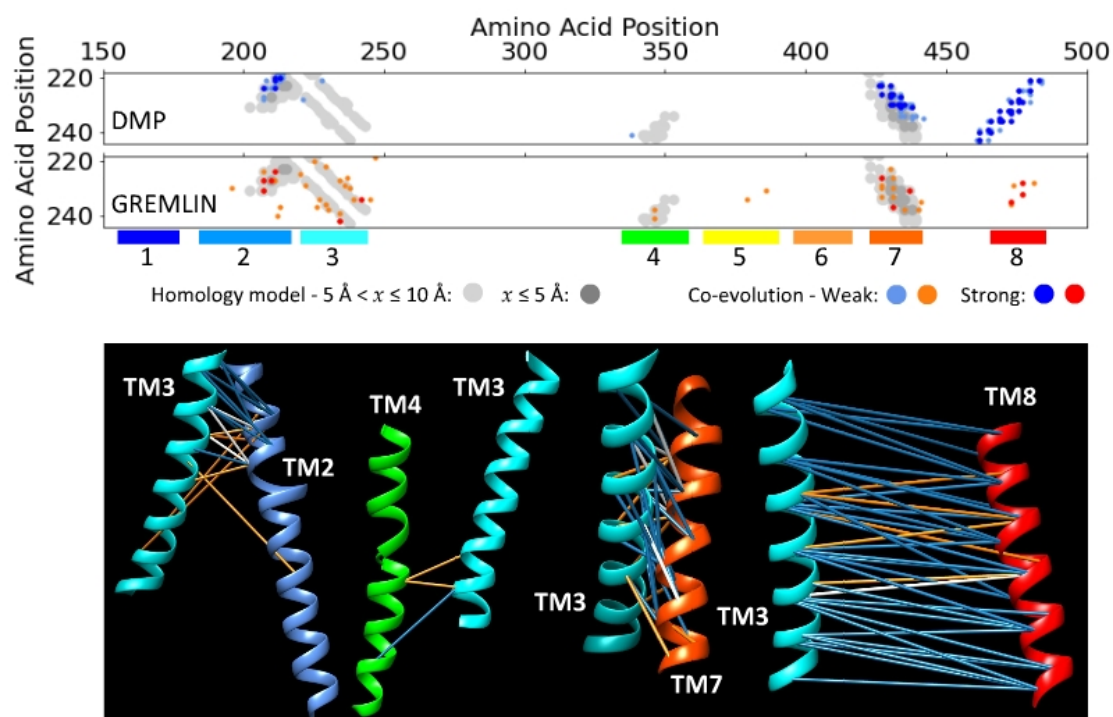 Amino Acid Position
150 200 250 300 350 400 450 500
Amino Acid Position
220
DMP
240
220
GREMLIN
240
1 2 3 4 5 6 7 8
Homology model - 5 Å < x ≤ 10 Å: x ≤ 5 Å: Co-evolution - Weak: Strong:
TM3 TM4 TM3 TM8
TM2
TM3 TM3
TM7